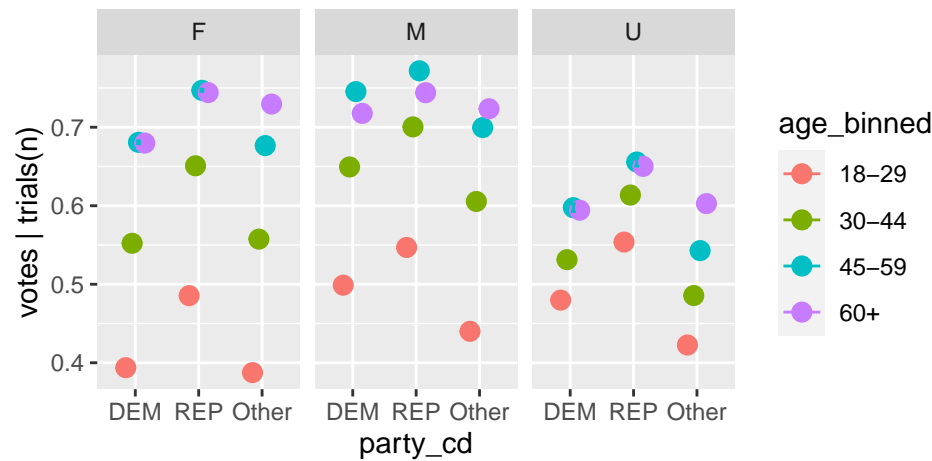 F M U
votes | trials(n)
0.7
0.6
0.5
0.4
DEM REP Other DEM REP Other DEM REP Other
party_cd
age_binned
18−29
30−44
45−59
60+